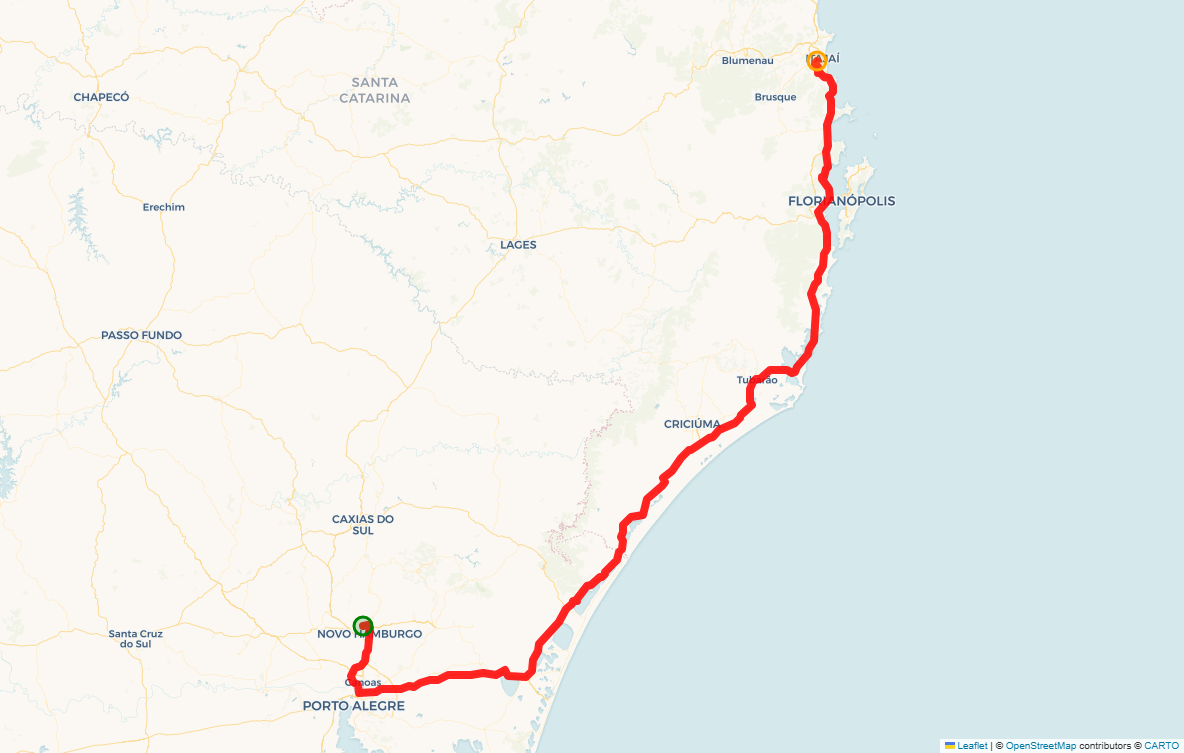 Blumenau
ITAJAÍ
SANTA
CATARINA
CHAPECÓ
Brusque
FLORIANÓPOLIS
Erechim
LAGES
PASSO FUNDO
Tubarão
CRICIÚMA
CAXIAS DO
SUL
NOVO HAMBURGO
Santa Cruz
do Sul
Canoas
PORTO ALEGRE
Leaflet | © OpenStreetMap contributors © CARTO